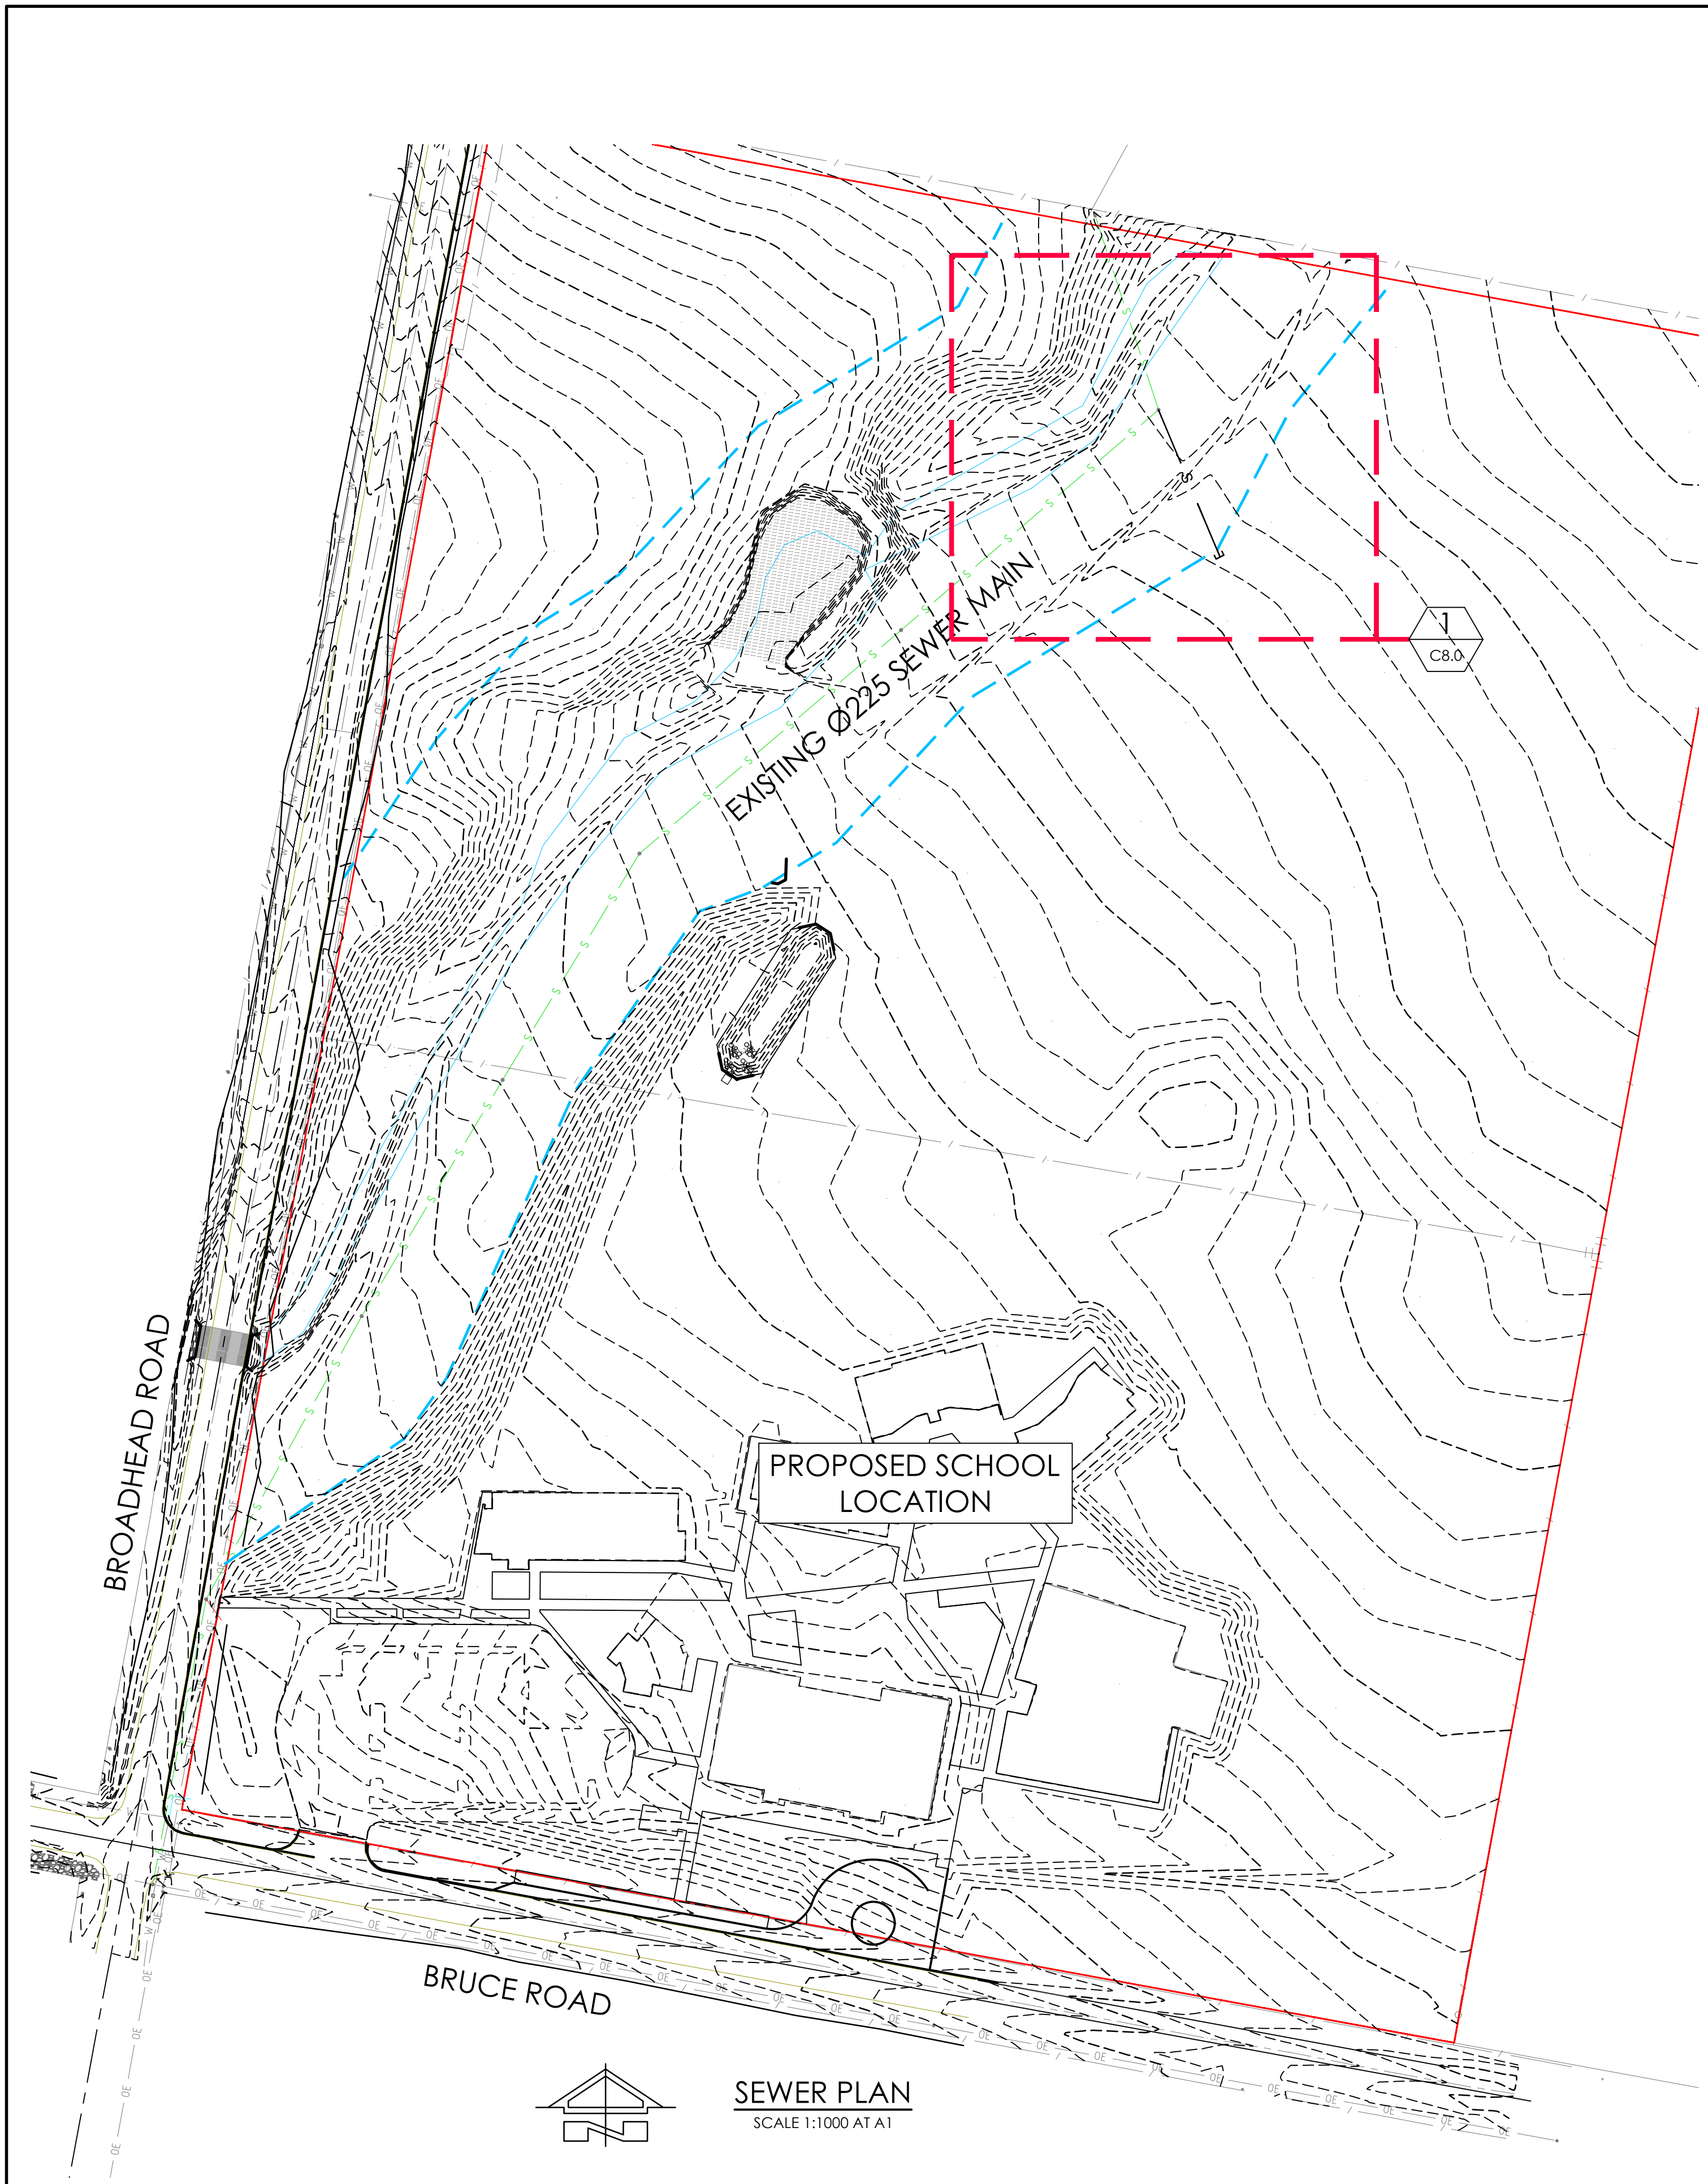 EXISTING Ø225 SEWER MAIN
1
C8.0
PROPOSED SCHOOL
LOCATION
BROADHEAD ROAD
BRUCE ROAD
SEWER PLAN
SCALE 1:1000 AT A1